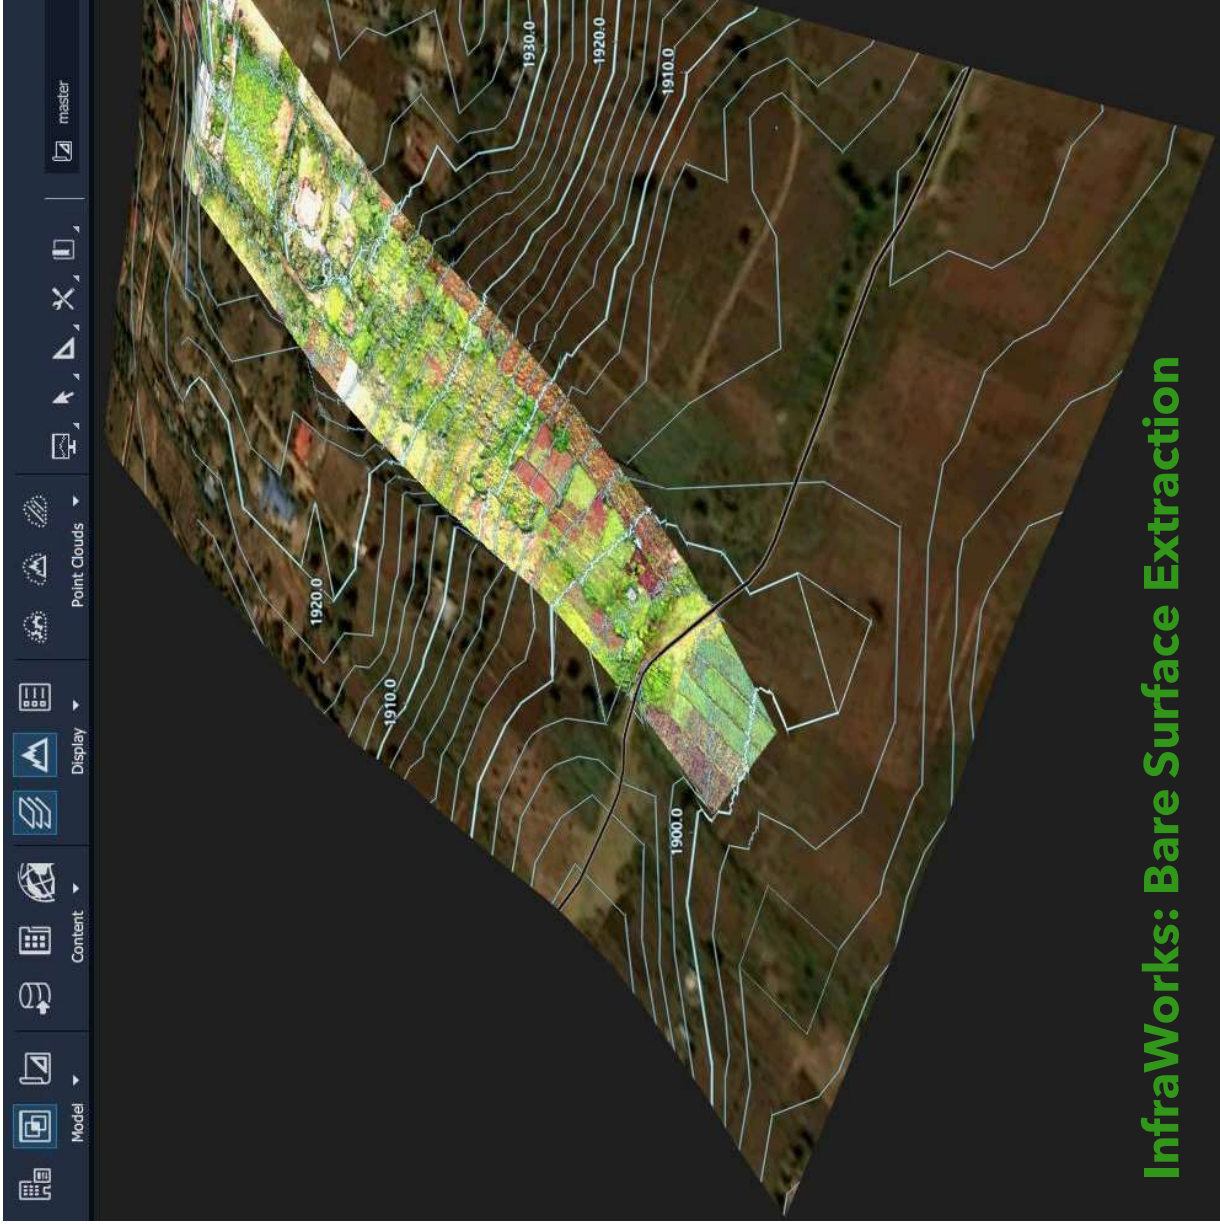 Model
Content
Display
Point Clouds
master
1930.0
1920.0
1910.0
1920.0
1910.0
1900.0
InfraWorks: Bare Surface Extraction